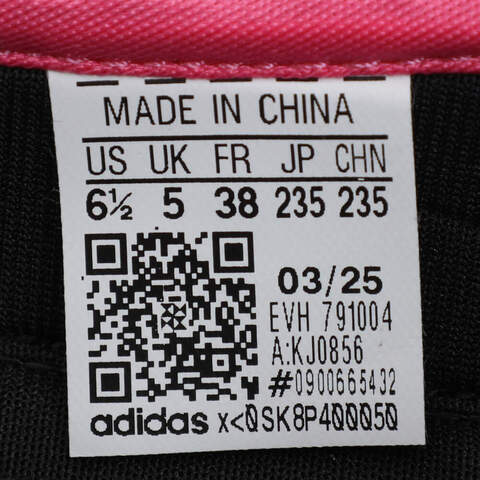 MADE IN CHINA
US UK FR JP CHN
6½ 5 38 235 235
03/25
EVH 791004
A:KJ0856
#0900665432
adidas x<QSK8P4QQQ5Q